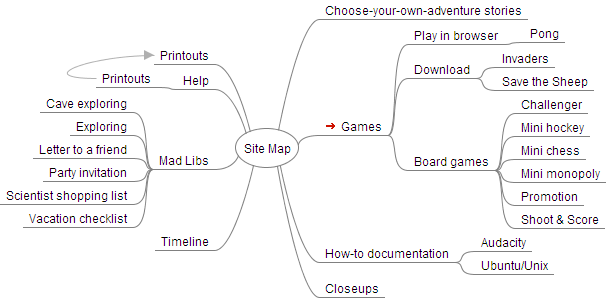 Site Map
Choose-your-own-adventure stories
Games
Play in browser
Pong
Download
Invaders
Save the Sheep
Board games
Challenger
Mini hockey
Mini chess
Mini monopoly
Promotion
Shoot & Score
How-to documentation
Audacity
Ubuntu/Unix
Closeups
Printouts
Help
Printouts
Mad Libs
Cave exploring
Exploring
Letter to a friend
Party invitation
Scientist shopping list
Vacation checklist
Timeline